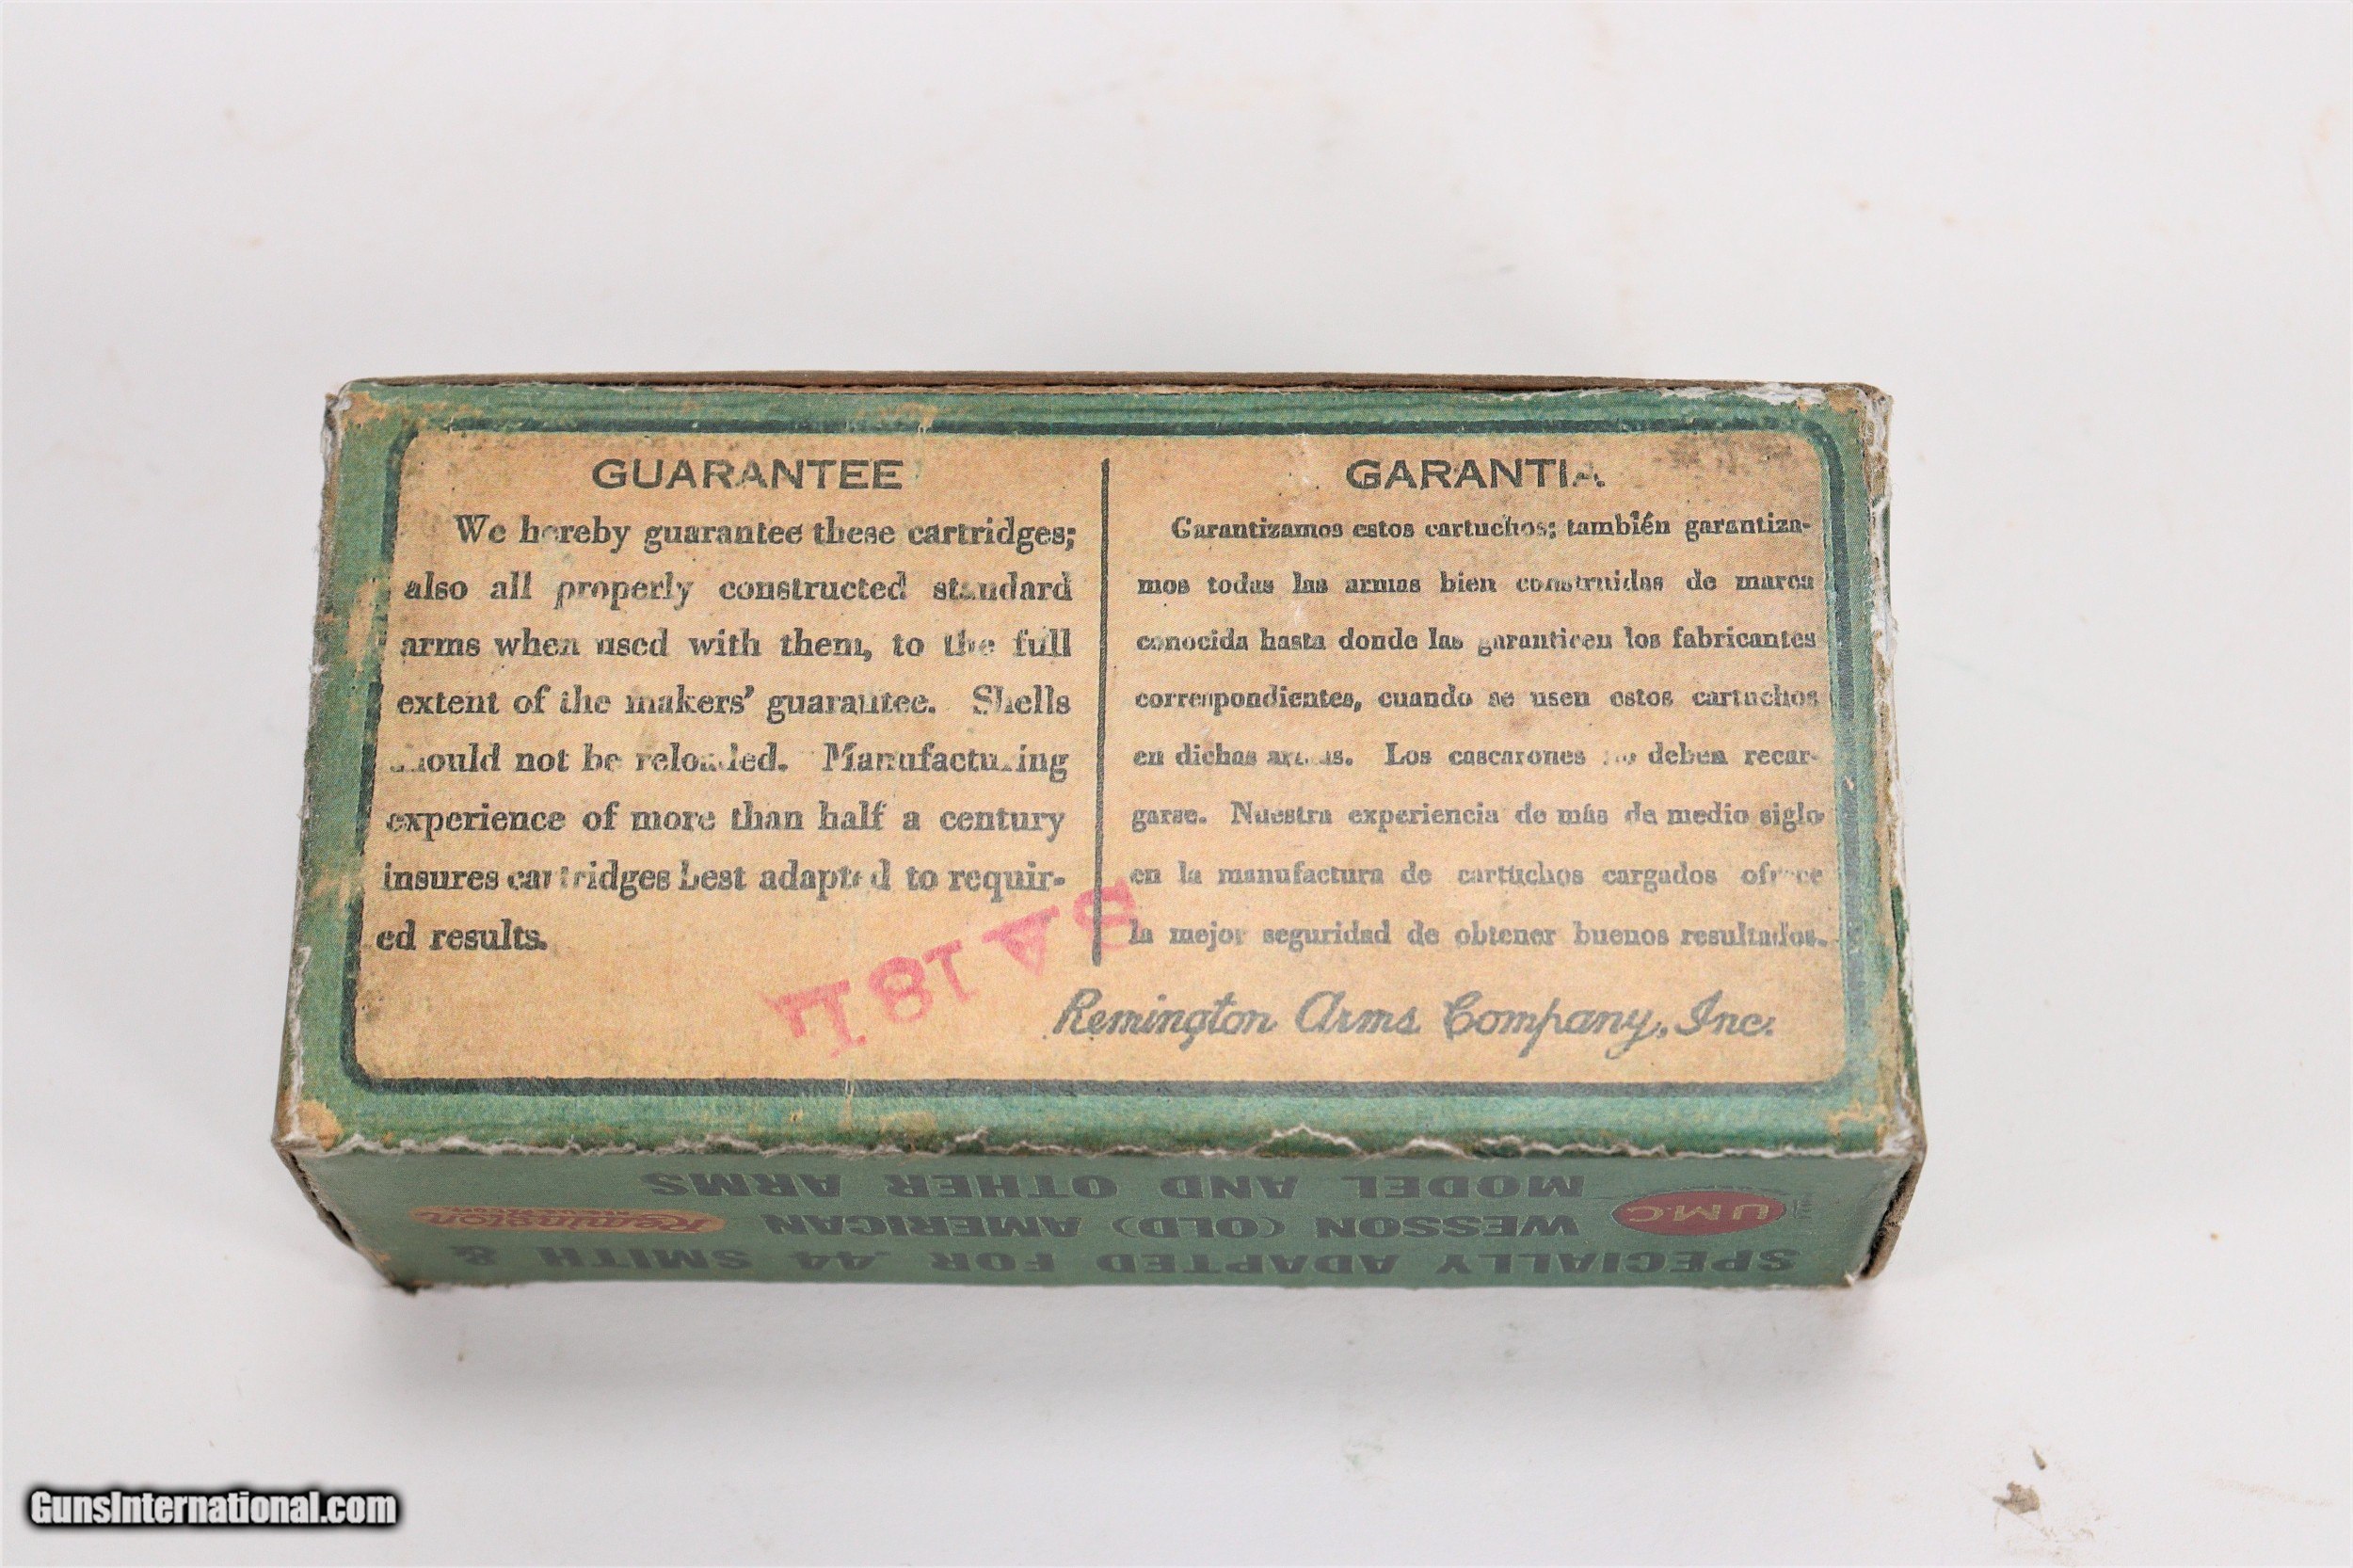 GUARANTEE
We hereby guarantee these cartridges;
also all properly constructed standard
arms when used with them, to the full
extent of the makers' guarantee. Shells
should not be reloaded. Manufacturing
experience of more than half a century
insures cartridges best adapted to requir-
ed results.
GARANTIA
Garantizamos estos cartuchos; también garantiza-
mos todas las armas bien construidas de marca
conocida hasta donde las garanticen los fabricantes
correspondientes, cuando se usen estos cartuchos
en dichas armas. Los cascarones no deben recar-
garse. Nuestra experiencia de más de medio siglo
en la manufactura de cartuchos cargados ofrece
la mejor seguridad de obtener buenos resultados.
Remington Arms Company, Inc.
SPECIALLY ADAPTED FOR .44 SMITH &
WESSON (OLD) AMERICAN
MODEL AND OTHER ARMS
U.M.C
Remington
GunsInternational.com